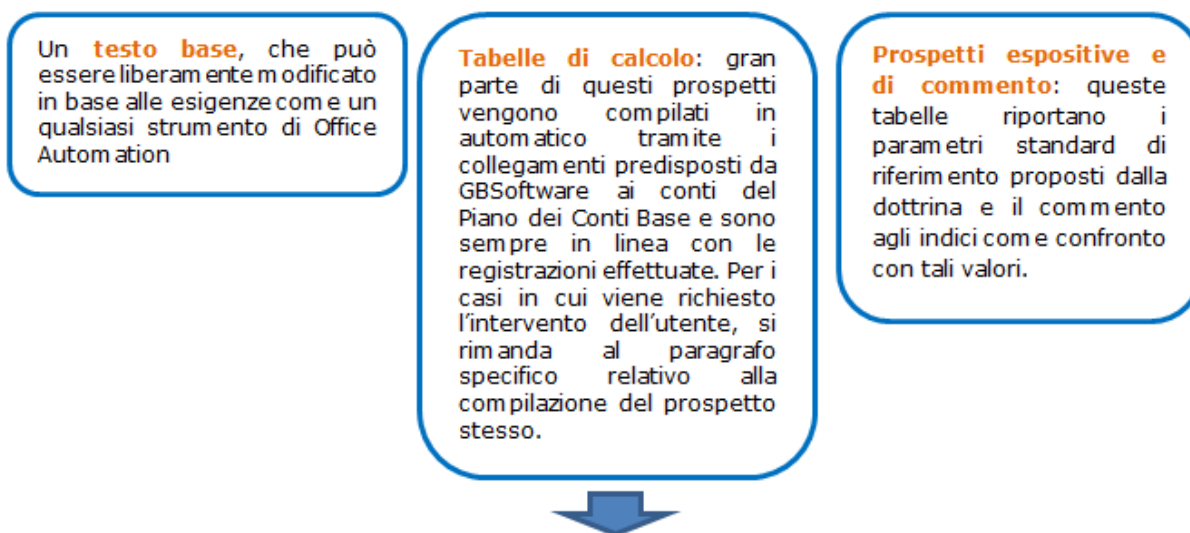 Un testo base, che può
essere liberamente modificato
in base alle esigenze come un
qualsiasi strumento di Office
Automation
Tabelle di calcolo: gran
parte di questi prospetti
vengono compilati in
automatico tramite i
collegamenti predisposti da
GBSoftware ai conti del
Piano dei Conti Base e sono
sempre in linea con le
registrazioni effettuate. Per i
casi in cui viene richiesto
l'intervento dell'utente, si
rimanda al paragrafo
specifico relativo alla
compilazione del prospetto
stesso.
Prospetti espositive e
di commento: queste
tabelle riportano i
parametri standard di
riferimento proposti dalla
dottrina e il commento
agli indici come confronto
con tali valori.